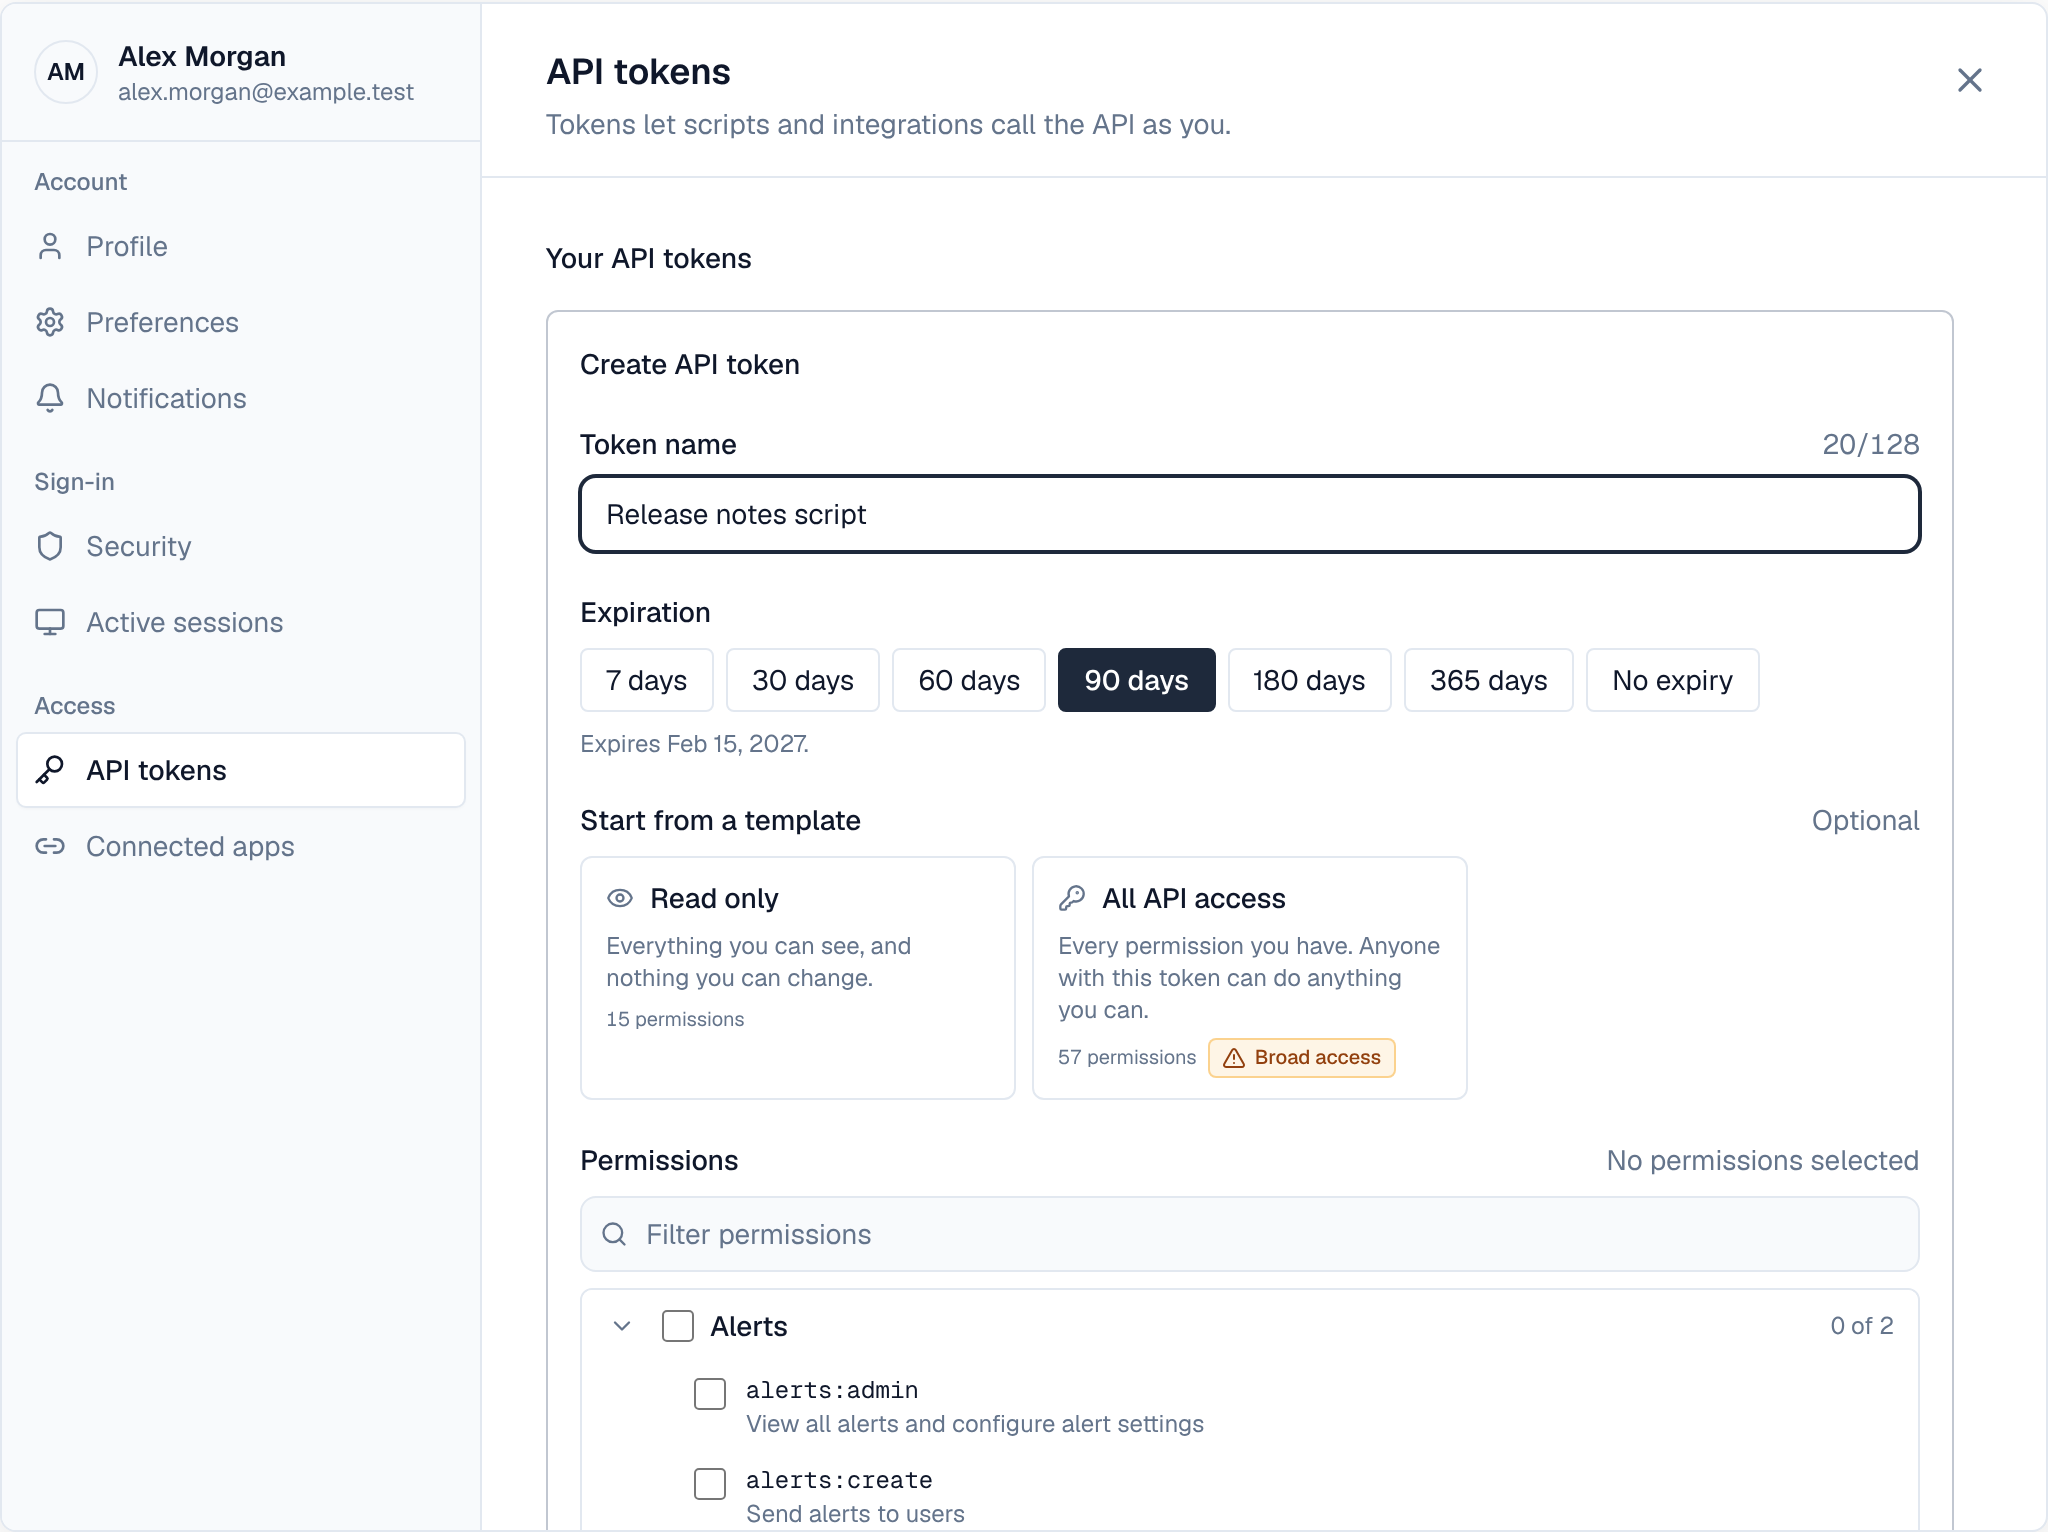 AM
Alex Morgan
alex.morgan@example.test
Account
Profile
Preferences
Notifications
Sign-in
Security
Active sessions
Access
API tokens
Connected apps
API tokens
Tokens let scripts and integrations call the API as you.
Your API tokens
Create API token
Token name 20/128
Release notes script
Expiration
7 days 30 days 60 days 90 days 180 days 365 days No expiry
Expires Feb 15, 2027.
Start from a template Optional
Read only
Everything you can see, and
nothing you can change.
15 permissions
All API access
Every permission you have. Anyone
with this token can do anything
you can.
57 permissions Broad access
Permissions No permissions selected
Filter permissions
Alerts 0 of 2
alerts:admin
View all alerts and configure alert settings
alerts:create
Send alerts to users